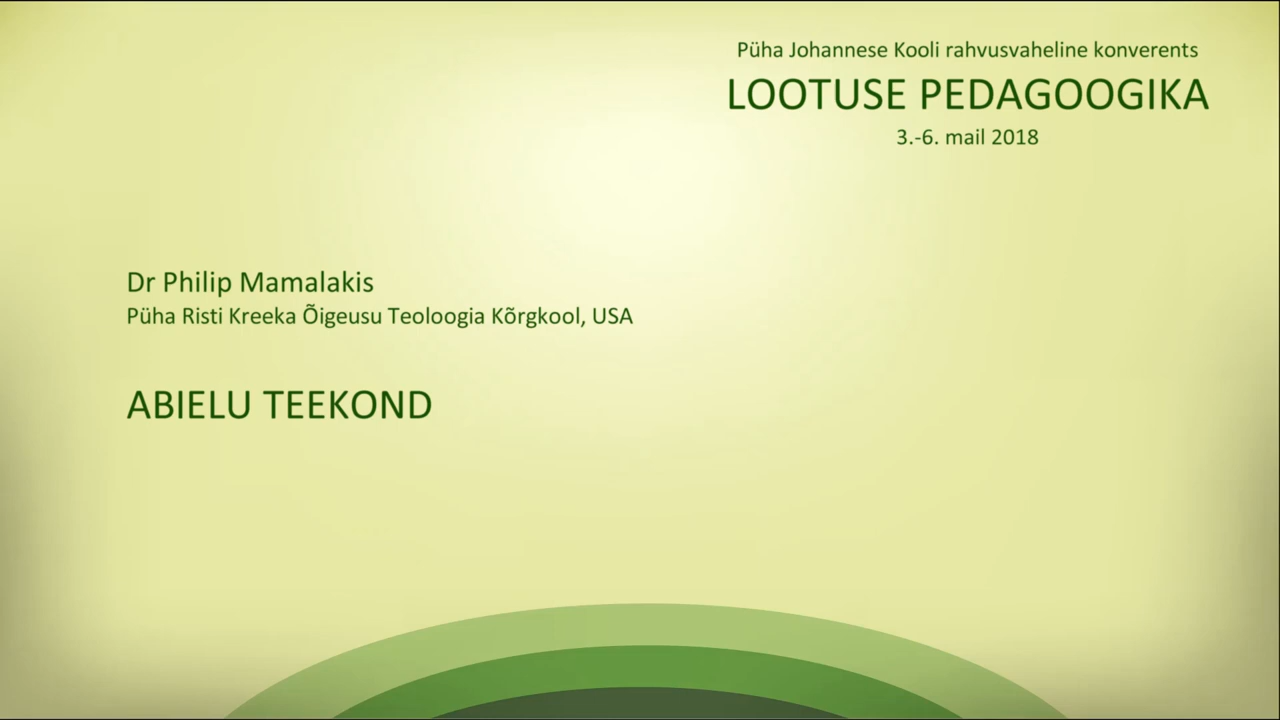 Püha Johannese Kooli rahvusvaheline konverents
LOOTUSE PEDAGOOGIKA
3.-6. mail 2018
Dr Philip Mamalakis
Püha Risti Kreeka Õigeusu Teoloogia Kõrgkool, USA
ABIELU TEEKOND